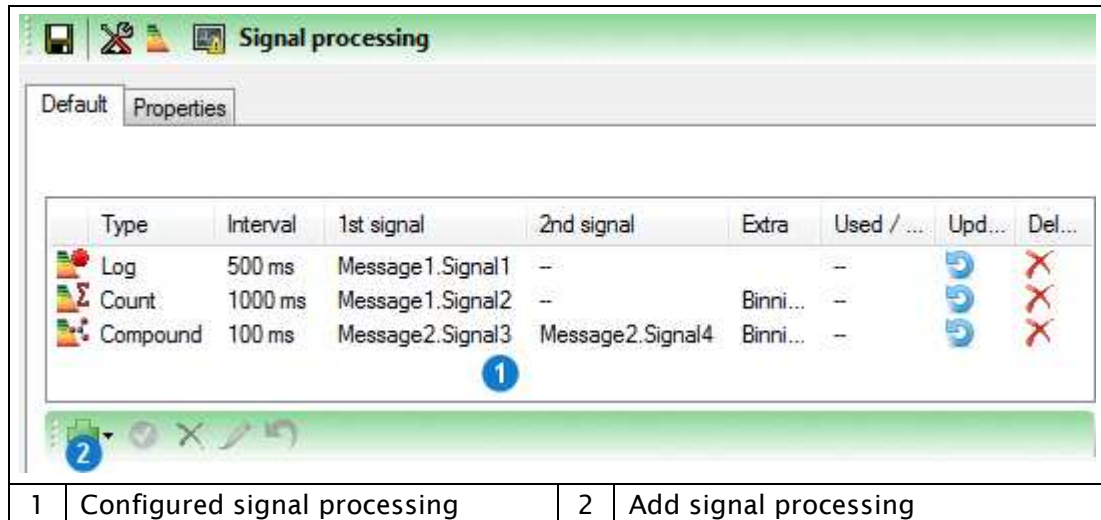 Signal processing
Default Properties
Type Interval 1st signal 2nd signal Extra Used / ... Upd... Del...
Log 500 ms Message1.Signal1 -- --
Count 1000 ms Message1.Signal2 -- Binni... --
Compound 100 ms Message2.Signal3 Message2.Signal4 Binni... --
1
2
1 Configured signal processing 2 Add signal processing